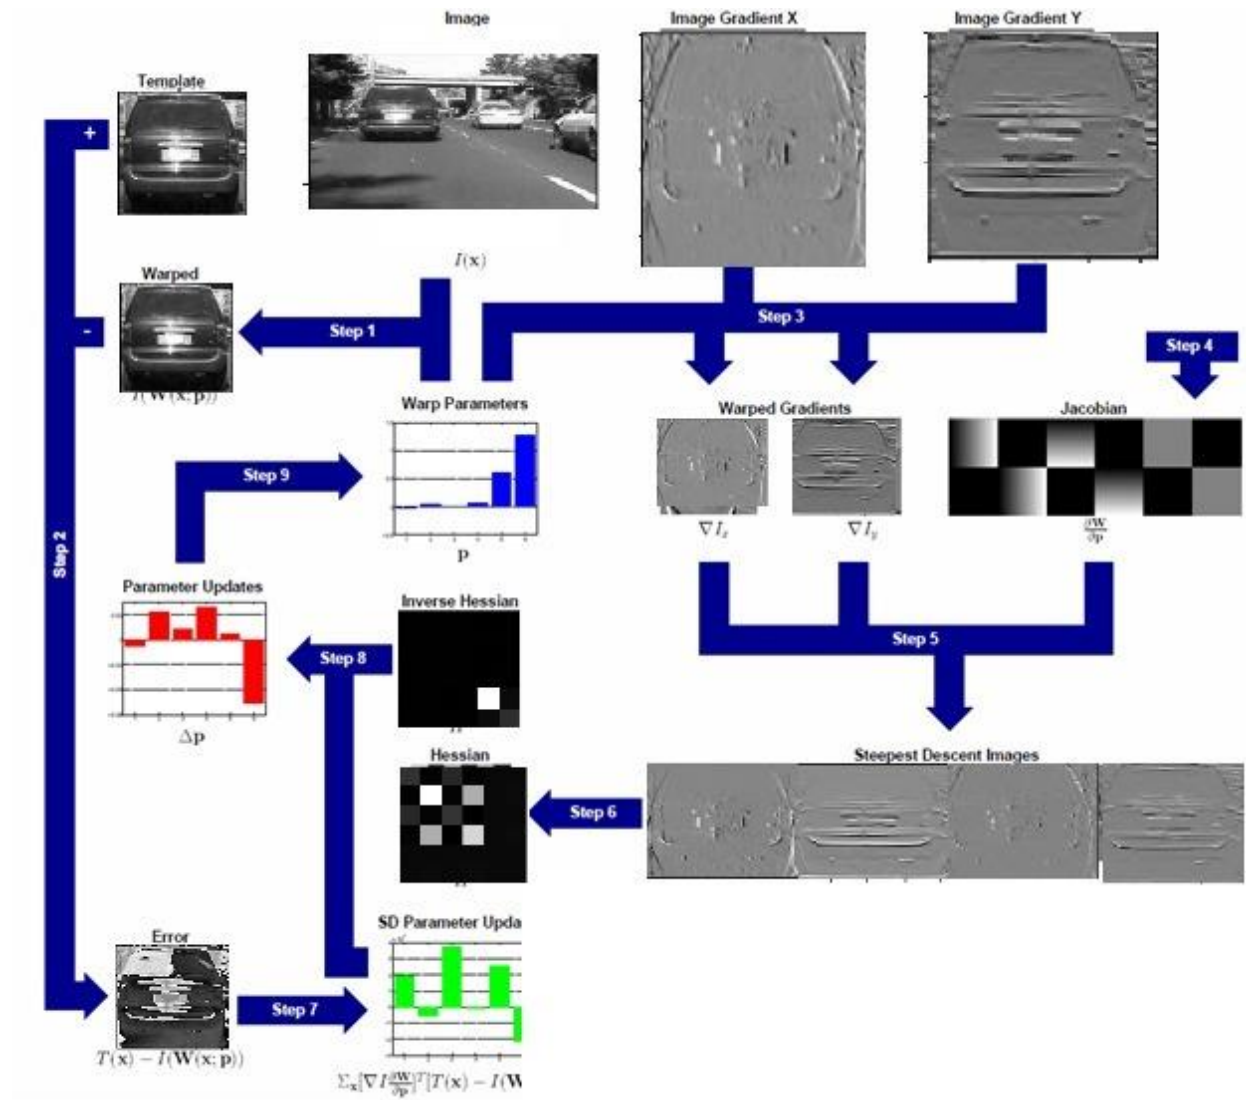 Image
Image Gradient X
Image Gradient Y
Template
+
I(x)
Warped
-
Step 1
Step 3
Step 4
I(W(x;p))
Warp Parameters
Warped Gradients
Jacobian
Step 9
∇I_x
∇I_y
∂W/∂p
p
Step 2
Parameter Updates
Inverse Hessian
Step 5
Step 8
Δp
Hessian
Steepest Descent Images
Step 6
SD Parameter Upda
Error
Step 7
T(x) − I(W(x;p))
Σ_x[∇I ∂W/∂p]^T[T(x) − I(W